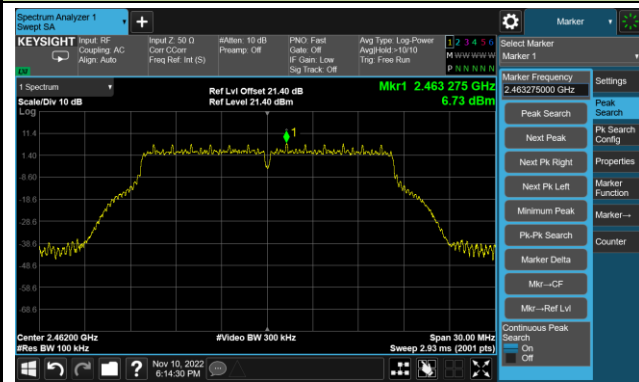 Spectrum Analyzer 1
Swept SA
Marker
KEYSIGHT
Input: RF
Coupling: AC
Align: Auto
Input Z: 50 Ω
Corr CCorr
Freq Ref: Int (S)
#Atten: 10 dB
Preamp: Off
PNO: Fast
Gate: Off
IF Gain: Low
Sig Track: Off
Avg Type: Log-Power
Avg|Hold:>10/10
Trig: Free Run
1 2 3 4 5 6
M W W W W W
P N N N N N
Select Marker
Marker 1
LXI
1 Spectrum
Scale/Div 10 dB
Log
Ref Lvl Offset 21.40 dB
Ref Level 21.40 dBm
Mkr1 2.463 275 GHz
6.73 dBm
1
11.4
1.40
-8.60
-18.6
-28.6
-38.6
-48.6
-58.6
-68.6
Center 2.46200 GHz
#Res BW 100 kHz
#Video BW 300 kHz
Span 30.00 MHz
Sweep 2.93 ms (2001 pts)
Marker Frequency
2.463275000 GHz
Peak Search
Next Peak
Next Pk Right
Next Pk Left
Minimum Peak
Pk-Pk Search
Marker Delta
Mkr→CF
Mkr→Ref Lvl
Continuous Peak
Search
On
Off
Settings
Peak
Search
Pk Search
Config
Properties
Marker
Function
Marker→
Counter
?
Nov 10, 2022
6:14:30 PM